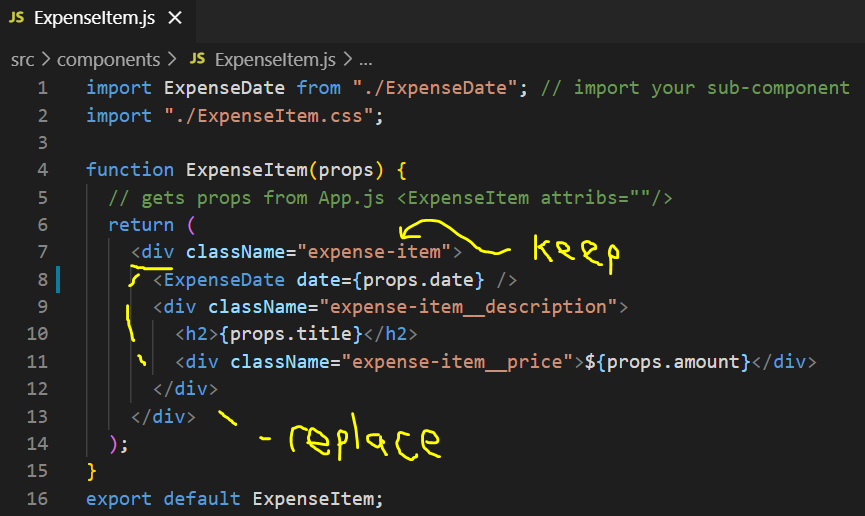 JS ExpenseItem.js ×
src > components > JS ExpenseItem.js > ...
1 import ExpenseDate from "./ExpenseDate"; // import your sub-component
2 import "./ExpenseItem.css";
3
4 function ExpenseItem(props) {
5 // gets props from App.js <ExpenseItem attribs=""/>
6 return (
7 <div className="expense-item"> keep
8 <ExpenseDate date={props.date} />
9 <div className="expense-item__description">
10 <h2>{props.title}</h2>
11 <div className="expense-item__price">${props.amount}</div>
12 </div>
13 </div>
- replace
14 );
15 }
16 export default ExpenseItem;